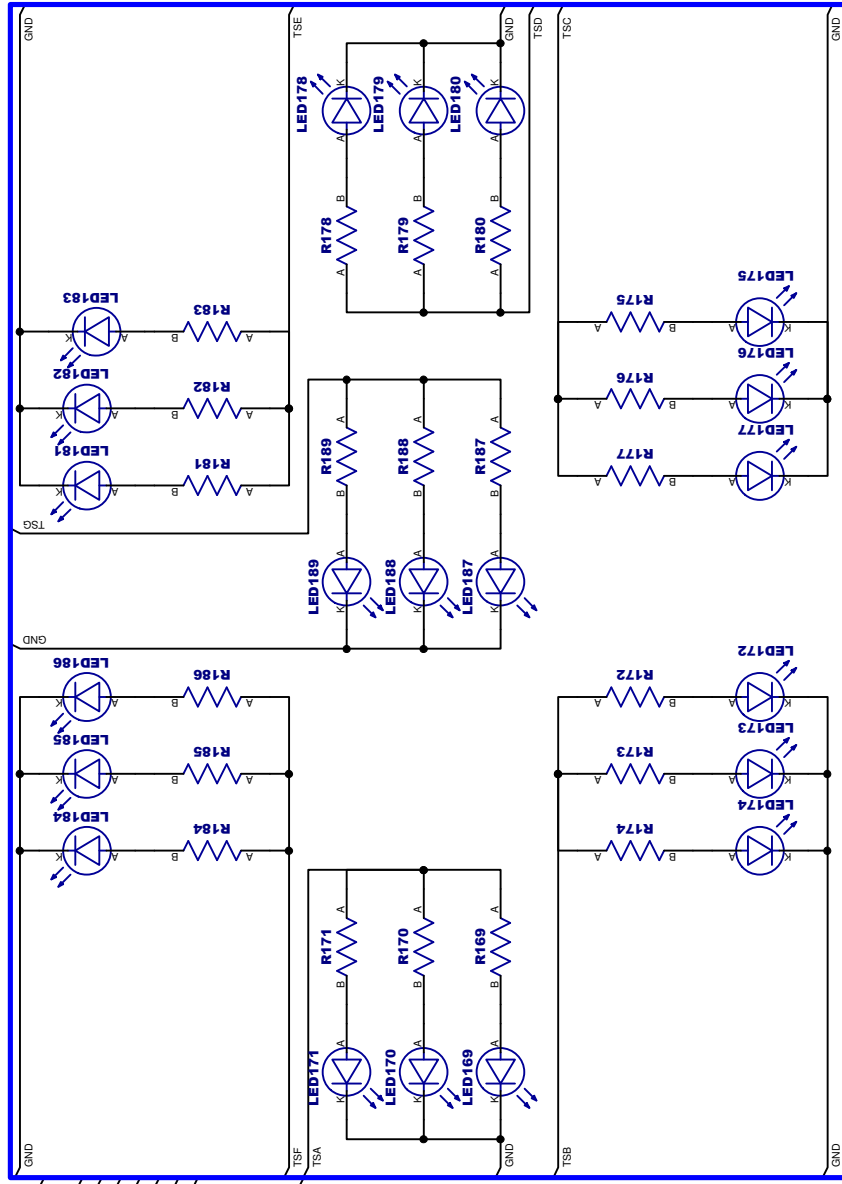 GND
TSE
GND
TSD
TSC
GND
K
K
K
LED178
LED179
LED180
A
A
A
B
B
B
R178
R179
R180
A
A
A
LED183
K
A
B
R183
A
LED182
K
A
B
R182
A
LED181
K
A
B
R181
A
A
R175
B
LED175
A
K
A
R176
B
LED176
A
K
A
R177
B
LED177
A
K
TSG
A
A
A
R189
R188
R187
B
B
B
A
A
A
LED189
LED188
LED187
K
K
K
GND
LED186
K
A
B
R186
A
LED185
K
A
B
R185
A
LED184
K
A
B
R184
A
A
R172
B
LED172
A
K
A
R173
B
LED173
A
K
A
R174
B
LED174
A
K
A
A
A
R171
R170
R169
B
B
B
A
A
A
LED171
LED170
LED169
K
K
K
GND
TSF
TSA
GND
TSB
GND